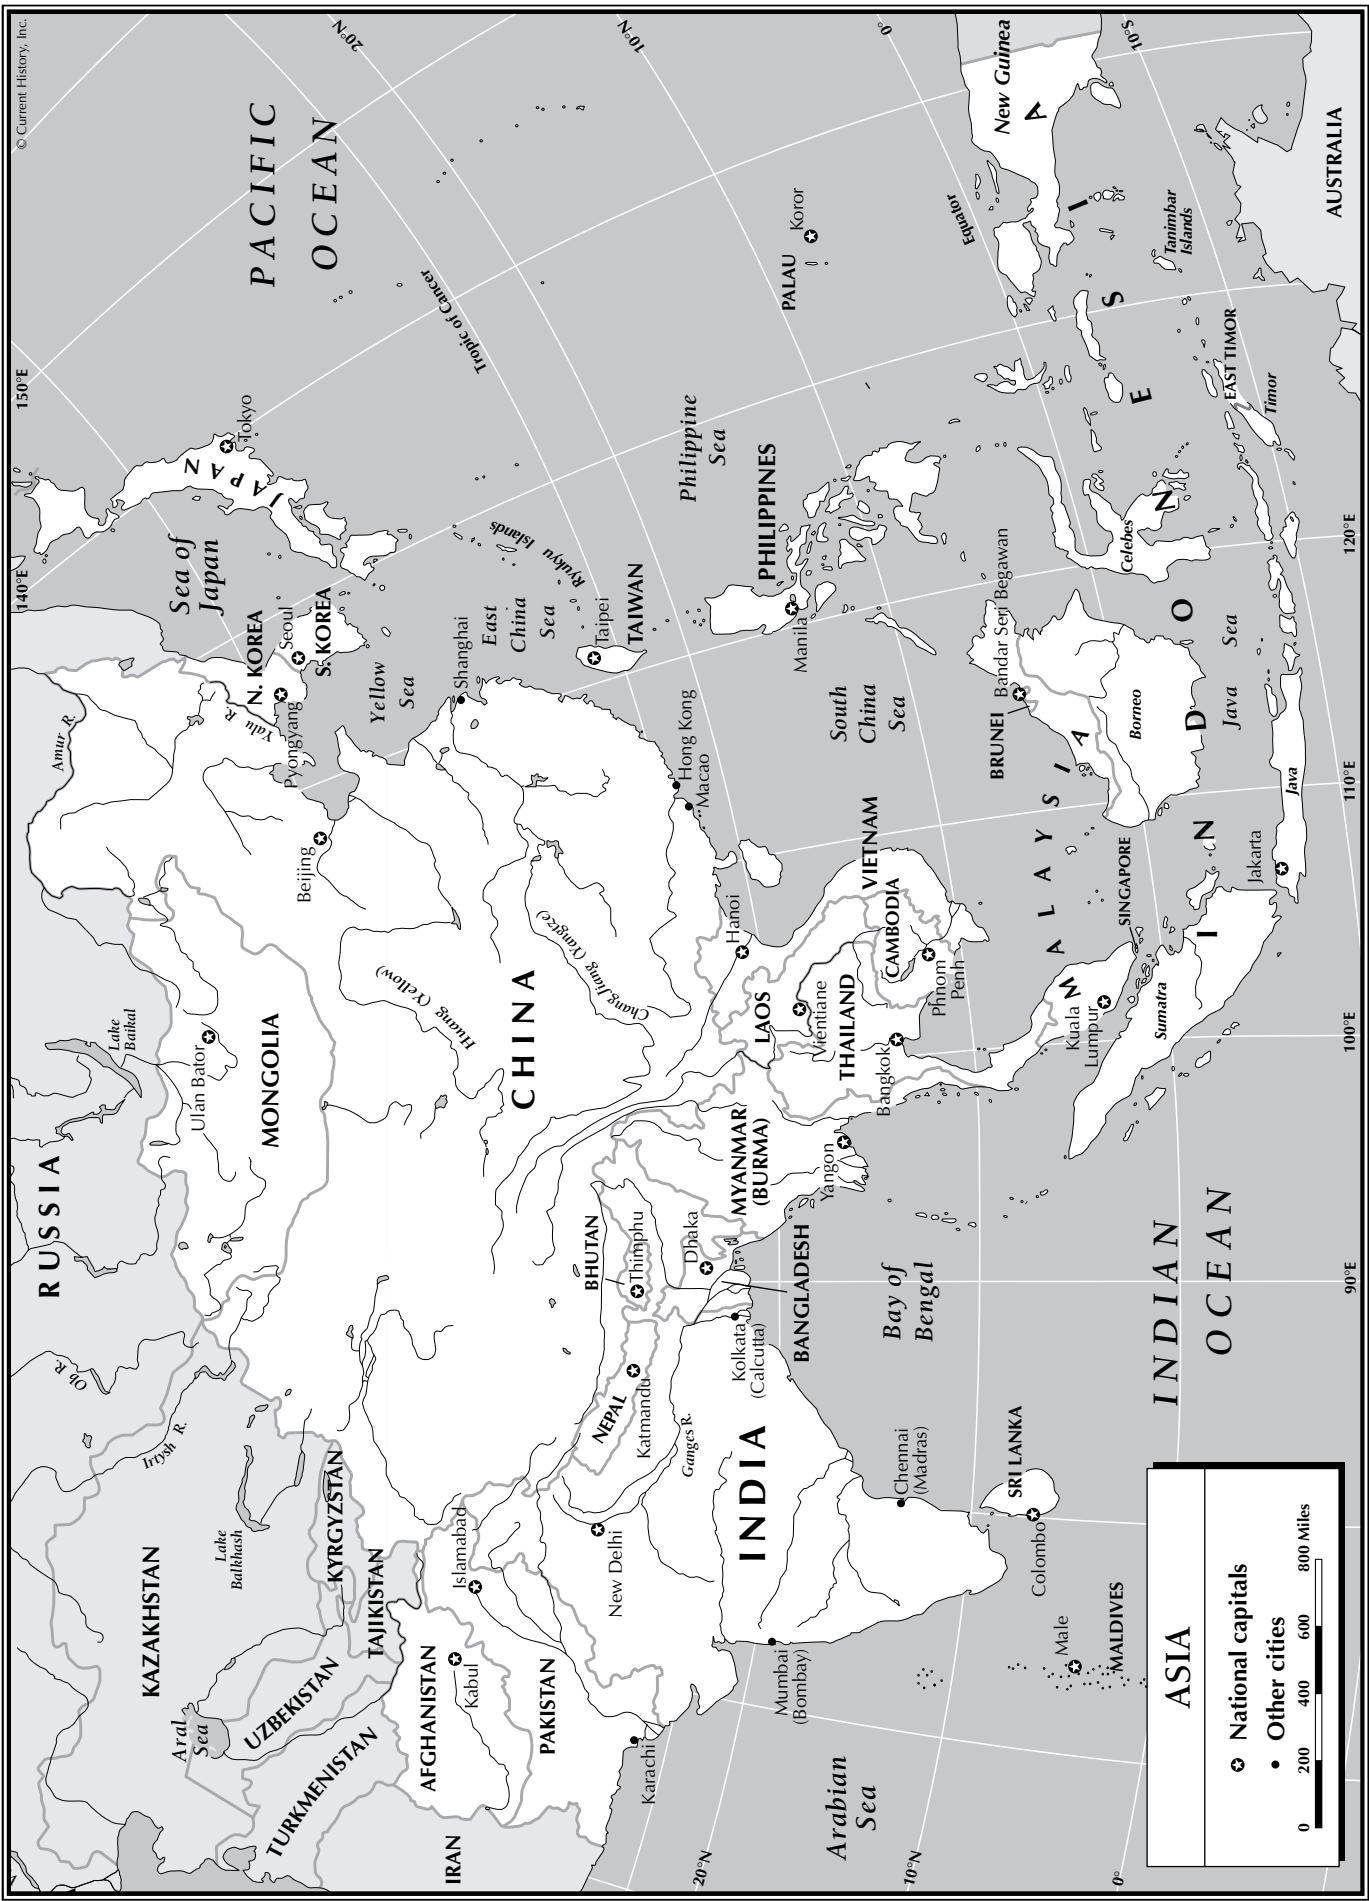 © Current History, Inc.
RUSSIA
Ob R.
Irtysh R.
Lake
Baikal
Amur R.
140°E
150°E
20°N
10°N
0°
10°S
KAZAKHSTAN
Lake
Balkhash
Aral
Sea
UZBEKISTAN
TURKMENISTAN
KYRGYZSTAN
TAJIKISTAN
IRAN
AFGHANISTAN
Kabul
PAKISTAN
Islamabad
Karachi
MONGOLIA
Ulan Bator
CHINA
Huang (Yellow)
Chang Jiang (Yangtze)
Beijing
Shanghai
Hong Kong
Macao
N. KOREA
Pyongyang
Yalu R.
S. KOREA
Seoul
JAPAN
Tokyo
Sea of
Japan
Yellow
Sea
East
China
Sea
Ryukyu Islands
TAIWAN
Taipei
PACIFIC
OCEAN
Tropic of Cancer
Philippine
Sea
PHILIPPINES
Manila
PALAU
Koror
South
China
Sea
INDIA
New Delhi
Ganges R.
Mumbai
(Bombay)
Kolkata
(Calcutta)
Chennai
(Madras)
NEPAL
Katmandu
BHUTAN
Thimphu
BANGLADESH
Dhaka
MYANMAR
(BURMA)
Yangon
LAOS
Vientiane
THAILAND
Bangkok
CAMBODIA
Phnom
Penh
VIETNAM
Hanoi
Arabian
Sea
Bay of
Bengal
SRI LANKA
Colombo
MALDIVES
Male
INDIAN
OCEAN
MALAYSIA
Kuala
Lumpur
SINGAPORE
BRUNEI
Bandar Seri Begawan
Borneo
INDONESIA
Sumatra
Jakarta
Java
Java Sea
Celebes
EAST TIMOR
Timor
Tanimbar
Islands
New Guinea
Equator
AUSTRALIA
20°N
10°N
0°
90°E
100°E
110°E
120°E
ASIA
National capitals
Other cities
0 200 400 600 800 Miles